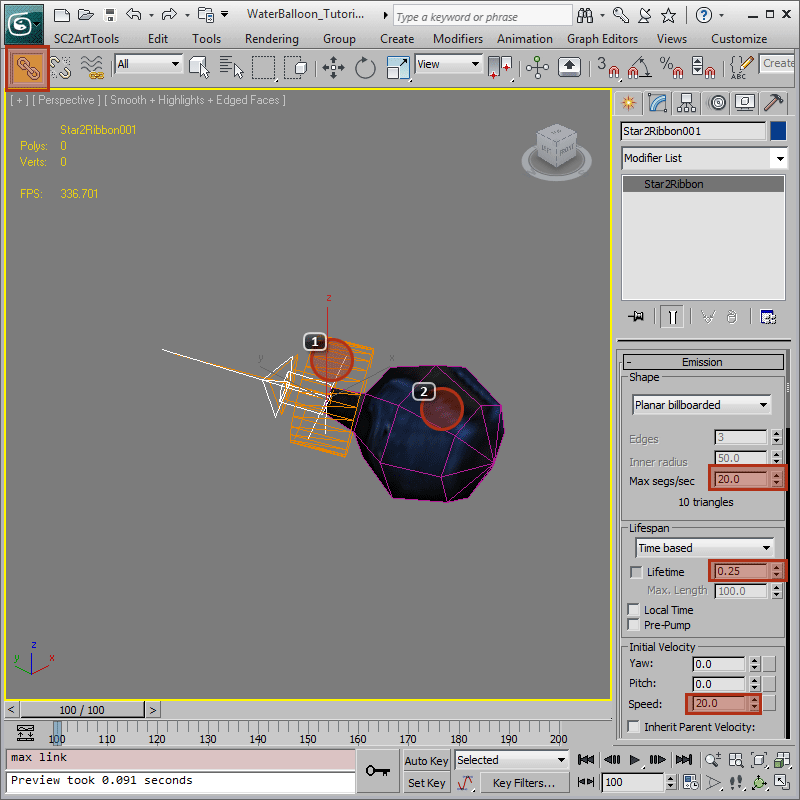 WaterBalloon_Tutori...
Type a keyword or phrase
SC2ArtTools Edit Tools Rendering Group Create Modifiers Animation Graph Editors Views Customize
All
View
3
%
ABC
Create
[ + ] [ Perspective ] [ Smooth + Highlights + Edged Faces ]
Star2Ribbon001
Polys: 0
Verts: 0
FPS: 336.701
z
1
y
x
2
z
y
x
Star2Ribbon001
Modifier List
Star2Ribbon
- Emission
Shape
Planar billboarded
Edges 3
Inner radius 50.0
Max segs/sec 20.0
10 triangles
Lifespan
Time based
Lifetime 0.25
Max. Length 100.0
Local Time
Pre-Pump
Initial Velocity
Yaw: 0.0
Pitch: 0.0
Speed: 20.0
Inherit Parent Velocity:
< 100 / 100 >
100 110 120 130 140 150 160 170 180 190 200
max link
Preview took 0.091 seconds
Auto Key Selected
Set Key Key Filters...
100